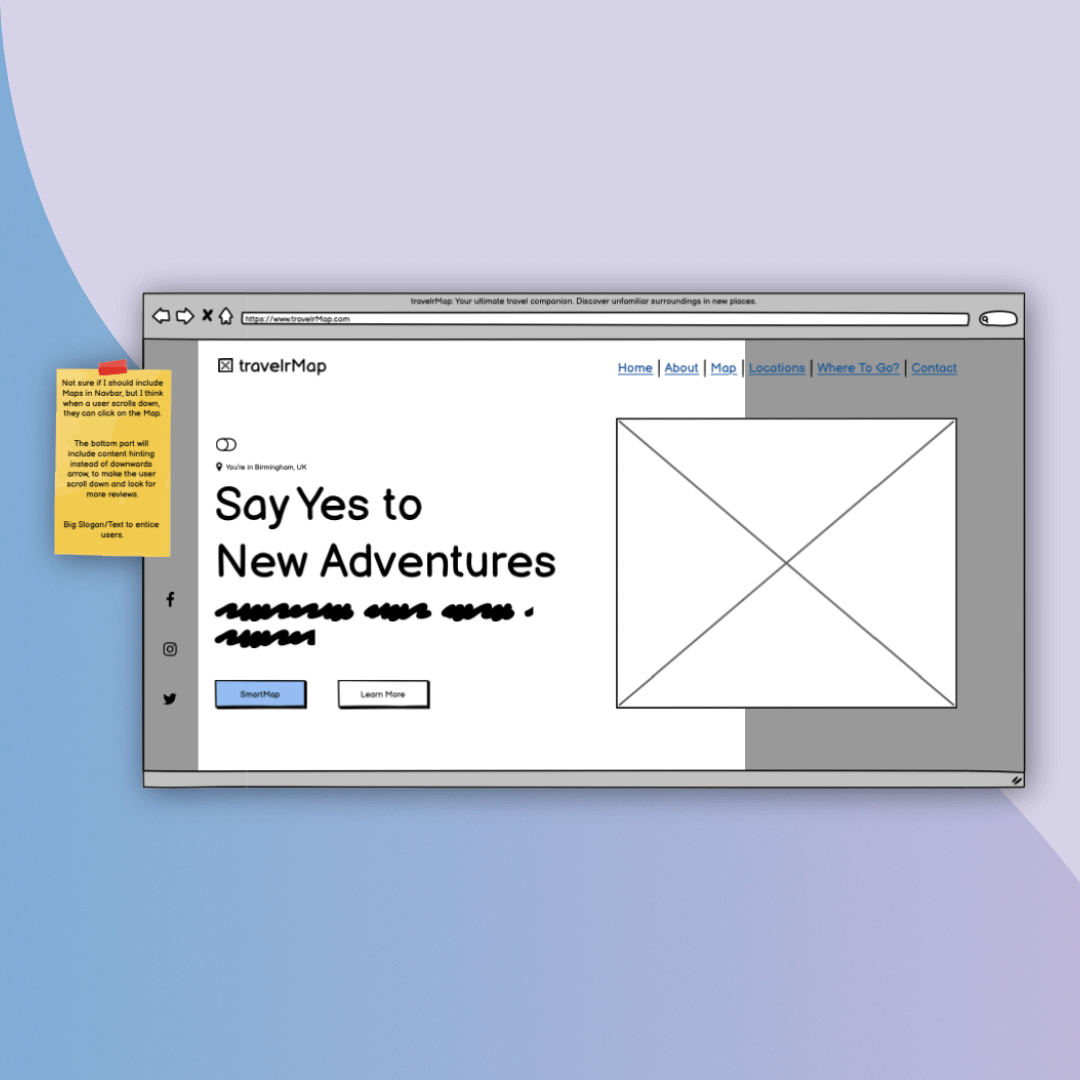 travelrMap: Your ultimate travel companion. Discover unfamiliar surroundings in new places.
https://www.travelrMap.com
travelrMap
Home | About | Map | Locations | Where To Go? | Contact
Not sure if I should include
Maps in Navbar, but I think
when a user scrolls down,
they can click on the Map.
The bottom part will
include content hinting
instead of downwards
arrow, to make the user
scroll down and look for
more reviews.
Big Slogan/Text to entice
users.
You're in Birmingham, UK
Say Yes to
New Adventures
SmartMap
Learn More